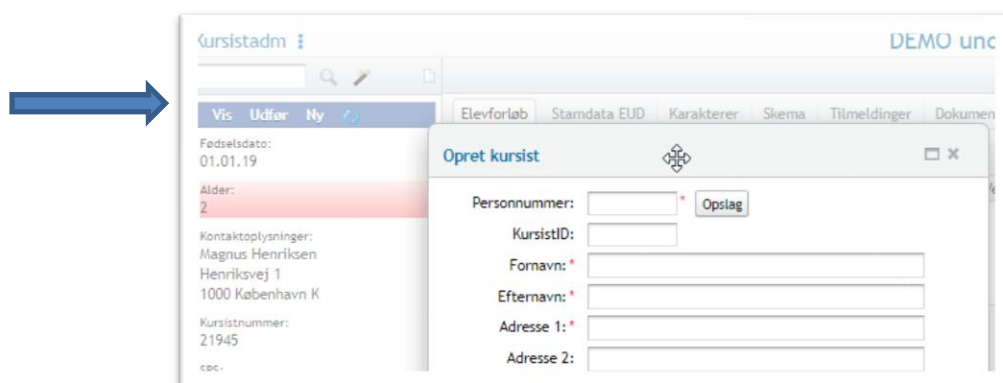 Kursistadm
DEMO und
Vis Udfør Ny
Fødselsdato:
01.01.19
Alder:
2
Kontaktoplysninger:
Magnus Henriksen
Henriksvej 1
1000 København K
Kursistnummer:
21945
CPS:
Elevforløb Stamdata EUD Karakterer Skema Tilmeldinger Dokumen
Opret kursist
Personnummer: * Opslag
KursistID:
Fornavn: *
Efternavn: *
Adresse 1: *
Adresse 2: